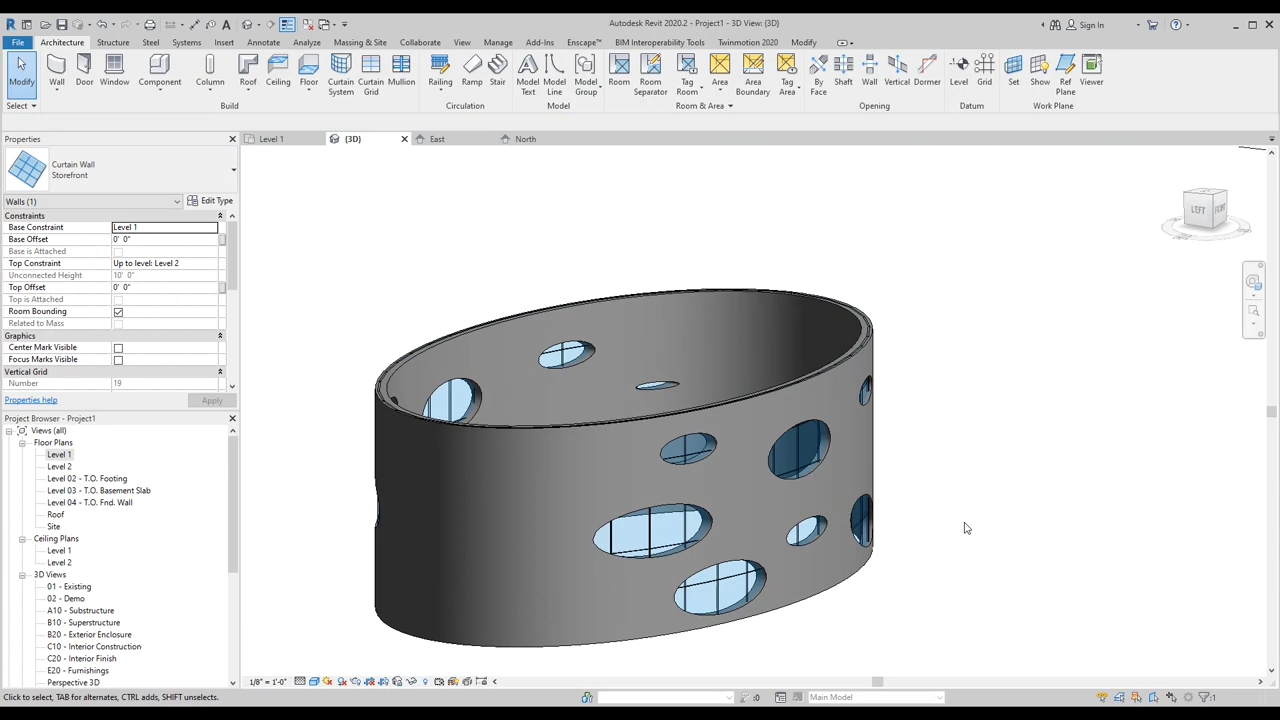 Autodesk Revit 2020.2 - Project1 - 3D View: {3D}
Sign In
File Architecture Structure Steel Systems Insert Annotate Analyze Massing & Site Collaborate View Manage Add-Ins Enscape™ BIM Interoperability Tools Twinmotion 2020 Modify
Modify Wall Door Window Component Column Roof Ceiling Floor Curtain System Curtain Grid Mullion Railing Ramp Stair Model Text Model Line Model Group Room Room Separator Tag Room Area Area Boundary Tag Area By Face Shaft Wall Vertical Dormer Level Grid Set Show Ref Plane Viewer
Select Build Circulation Model Room & Area Opening Datum Work Plane
Level 1 {3D} East North
Properties
Curtain Wall
Storefront
Walls (1) Edit Type
Constraints
Base Constraint Level 1
Base Offset 0' 0"
Base is Attached
Top Constraint Up to level: Level 2
Unconnected Height 10' 0"
Top Offset 0' 0"
Top is Attached
Room Bounding
Related to Mass
Graphics
Center Mark Visible
Focus Marks Visible
Vertical Grid
Number 19
Properties help Apply
Project Browser - Project1
Views (all)
Floor Plans
Level 1
Level 2
Level 02 - T.O. Footing
Level 03 - T.O. Basement Slab
Level 04 - T.O. Fnd. Wall
Roof
Site
Ceiling Plans
Level 1
Level 2
3D Views
01 - Existing
02 - Demo
A10 - Substructure
B10 - Superstructure
B20 - Exterior Enclosure
C10 - Interior Construction
C20 - Interior Finish
E20 - Furnishings
Perspective 3D
LEFT FRONT
1/8" = 1'-0"
Click to select, TAB for alternates, CTRL adds, SHIFT unselects.
:0 Main Model :1